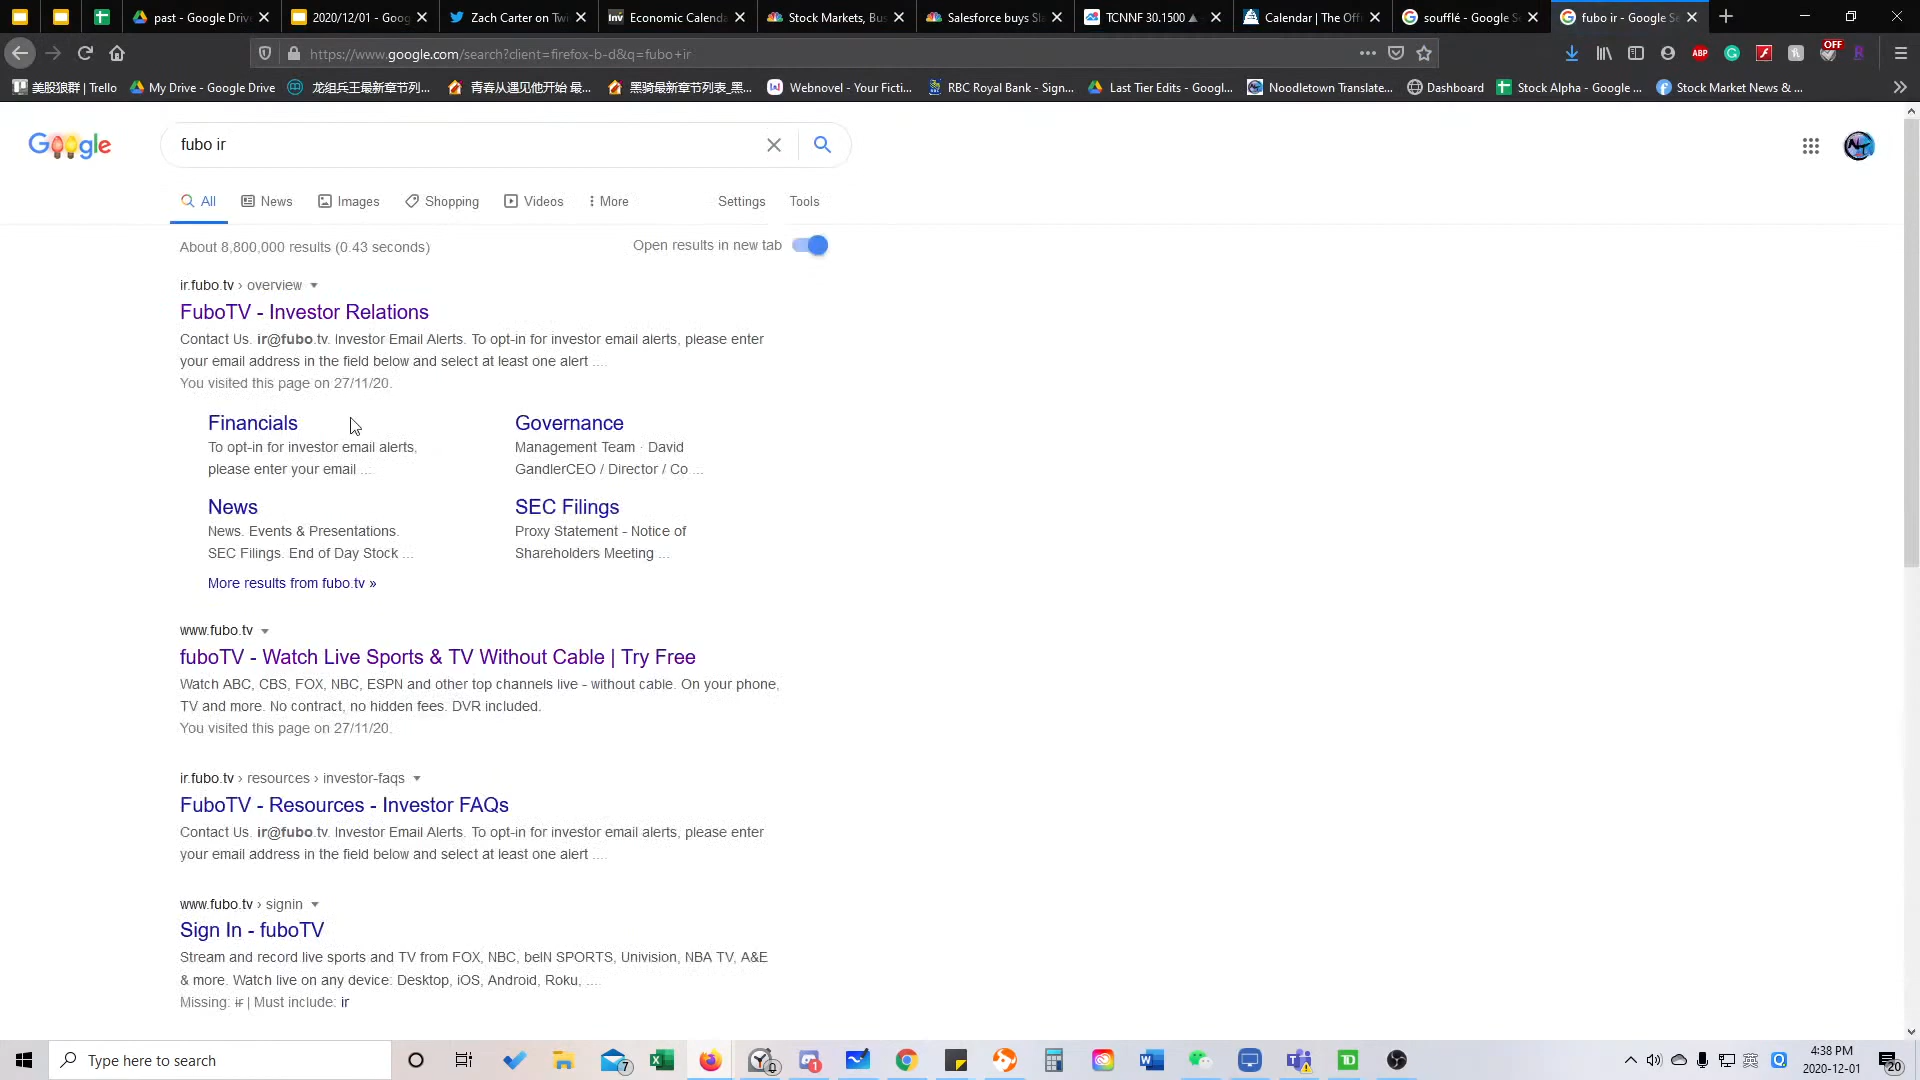 past - Google Driv
2020/12/01 - Goog
Zach Carter on Twi
Economic Calenda
Stock Markets, Bus
Salesforce buys Sla
TCNNF 30.1500 ▲
Calendar | The Offi
soufflé - Google Se
fubo ir - Google Se
https://www.google.com/search?client=firefox-b-d&q=fubo+ir
ABP
OFF
美股狼群 | Trello
My Drive - Google Drive
龙组兵王最新章节列...
青春从遇见他开始 最...
黑骑最新章节列表_黑...
Webnovel - Your Ficti...
RBC Royal Bank - Sign...
Last Tier Edits - Googl...
Noodletown Translate...
Dashboard
Stock Alpha - Google ...
Stock Market News & ...
Google
fubo ir
All
News
Images
Shopping
Videos
More
Settings
Tools
About 8,800,000 results (0.43 seconds)
Open results in new tab
ir.fubo.tv › overview
FuboTV - Investor Relations
Contact Us. ir@fubo.tv. Investor Email Alerts. To opt-in for investor email alerts, please enter
your email address in the field below and select at least one alert ....
You visited this page on 27/11/20.
Financials
To opt-in for investor email alerts,
please enter your email ...
Governance
Management Team · David
GandlerCEO / Director / Co ...
News
News. Events & Presentations.
SEC Filings. End of Day Stock ...
SEC Filings
Proxy Statement - Notice of
Shareholders Meeting ...
More results from fubo.tv »
www.fubo.tv
fuboTV - Watch Live Sports & TV Without Cable | Try Free
Watch ABC, CBS, FOX, NBC, ESPN and other top channels live - without cable. On your phone,
TV and more. No contract, no hidden fees. DVR included.
You visited this page on 27/11/20.
ir.fubo.tv › resources › investor-faqs
FuboTV - Resources - Investor FAQs
Contact Us. ir@fubo.tv. Investor Email Alerts. To opt-in for investor email alerts, please enter
your email address in the field below and select at least one alert ....
www.fubo.tv › signin
Sign In - fuboTV
Stream and record live sports and TV from FOX, NBC, beIN SPORTS, Univision, NBA TV, A&E
& more. Watch live on any device: Desktop, iOS, Android, Roku, ....
Missing: ir | Must include: ir
Type here to search
7
1
英
4:38 PM
2020-12-01
20